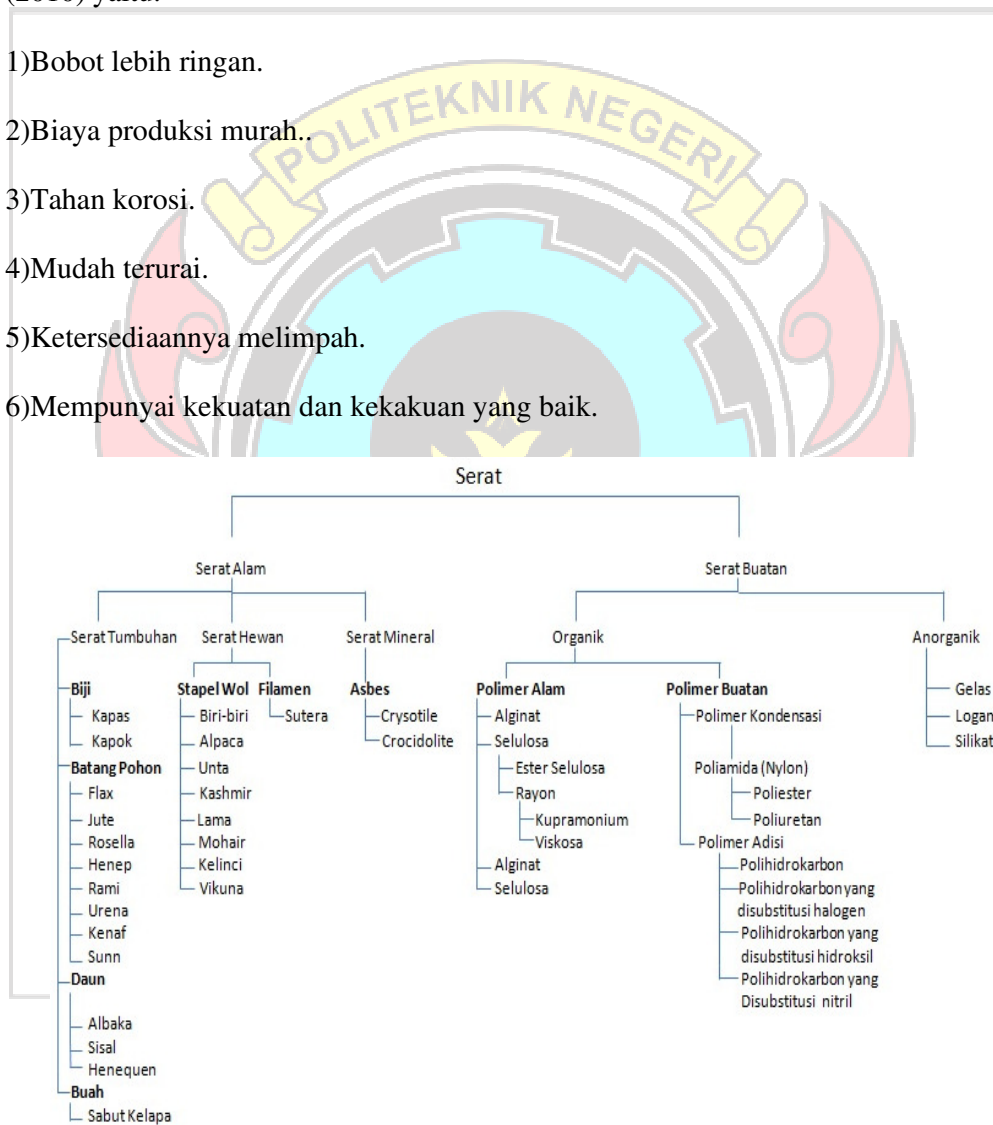 1)Bobot lebih ringan.
2)Biaya produksi murah..
3)Tahan korosi.
4)Mudah terurai.
5)Ketersediaannya melimpah.
6)Mempunyai kekuatan dan kekakuan yang baik.
POLITEKNIK NEGERI
Serat
Serat Alam
Serat Buatan
Serat Tumbuhan
Serat Hewan
Serat Mineral
Organik
Anorganik
Biji
Kapas
Kapok
Batang Pohon
Flax
Jute
Rosella
Henep
Rami
Urena
Kenaf
Sunn
Daun
Albaka
Sisal
Henequen
Buah
Sabut Kelapa
Stapel Wol
Biri-biri
Alpaca
Unta
Kashmir
Lama
Mohair
Kelinci
Vikuna
Filamen
Sutera
Asbes
Crysotile
Crocidolite
Polimer Alam
Alginat
Selulosa
Ester Selulosa
Rayon
Kupramonium
Viskosa
Alginat
Selulosa
Polimer Buatan
Polimer Kondensasi
Poliamida (Nylon)
Poliester
Poliuretan
Polimer Adisi
Polihidrokarbon
Polihidrokarbon yang
disubstitusi halogen
Polihidrokarbon yang
disubstitusi hidroksil
Polihidrokarbon yang
Disubstitusi nitril
Gelas
Silikat